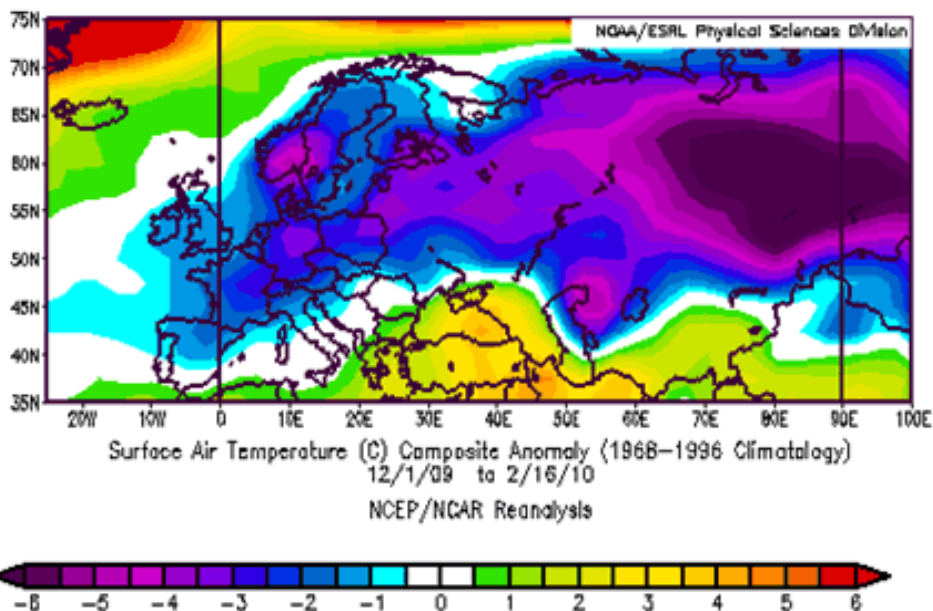 75N
NOAA/ESRL Physical Sciences Division
70N
65N
60N
55N
50N
45N
40N
35N
20W 10W 0 10E 20E 30E 40E 50E 60E 70E 80E 90E 100E
Surface Air Temperature (C) Composite Anomaly (1968-1996 Climatology)
12/1/09 to 2/16/10
NCEP/NCAR Reanalysis
-6 -5 -4 -3 -2 -1 0 1 2 3 4 5 6